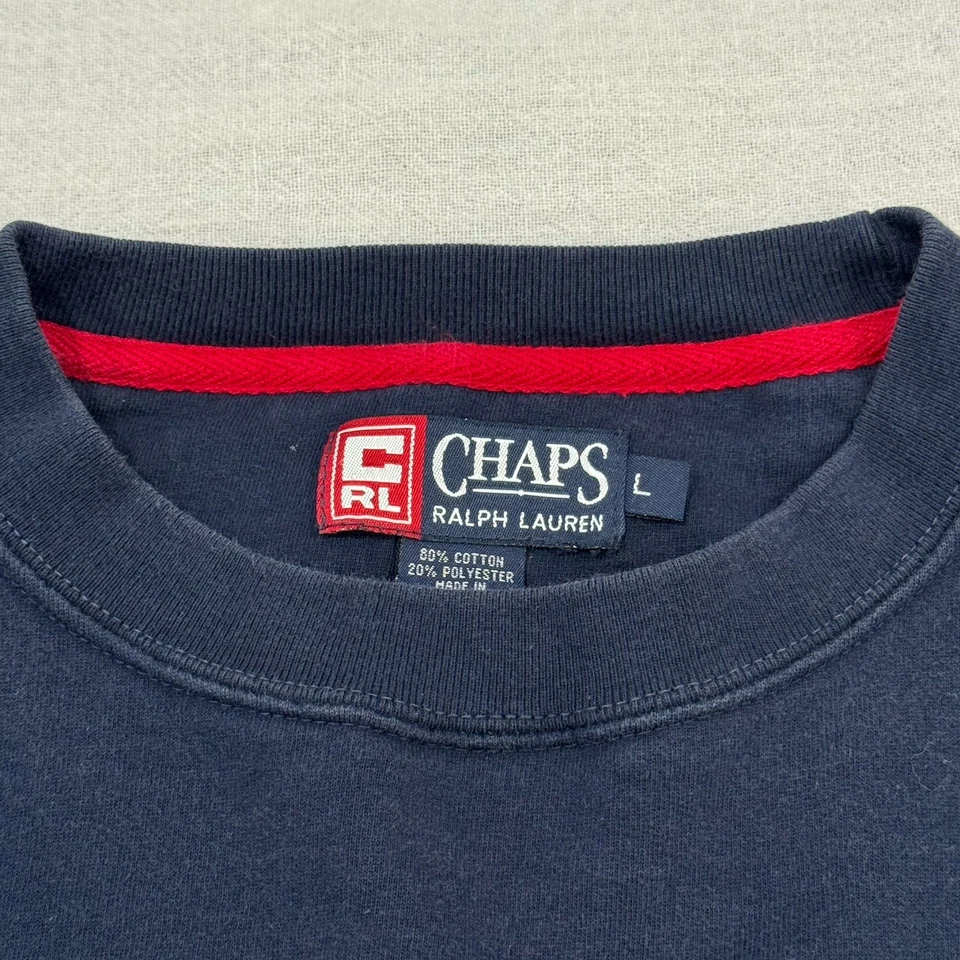 C
RL
CHAPS
RALPH LAUREN
L
80% COTTON
20% POLYESTER
MADE IN